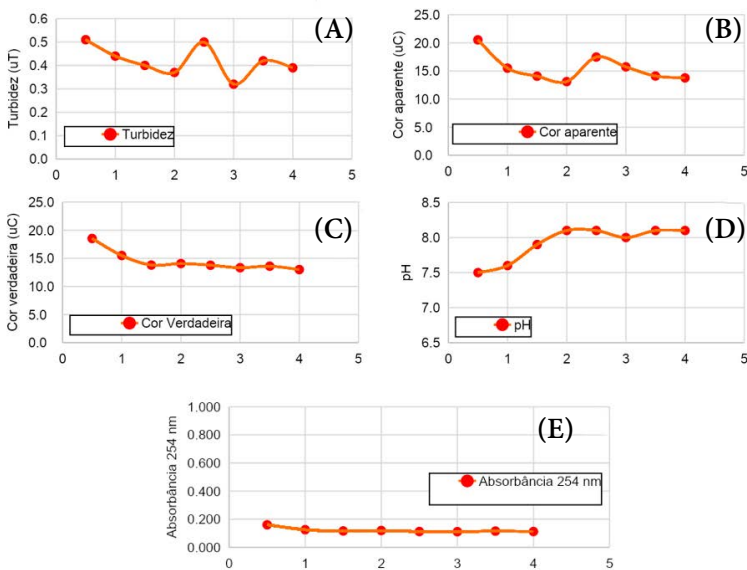 (A)
0.6
0.5
0.4
0.3
0.2
0.1
0.0
Turbidez (uT)
Turbidez
0 1 2 3 4 5
(B)
25.0
20.0
15.0
10.0
5.0
0.0
Cor aparente (uC)
Cor aparente
0 1 2 3 4 5
(C)
25.0
20.0
15.0
10.0
5.0
0.0
Cor verdadeira (uC)
Cor Verdadeira
0 1 2 3 4 5
(D)
8.5
8.0
7.5
7.0
6.5
pH
pH
0 1 2 3 4 5
(E)
1.000
0.800
0.600
0.400
0.200
0.000
Absorbância 254 nm
Absorbância 254 nm
0 1 2 3 4 5